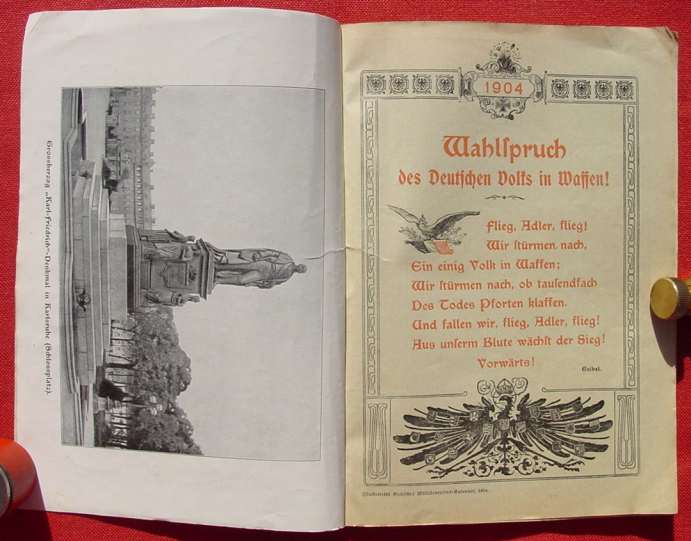 Grossherzog „Karl-Friedrich"-Denkmal in Karlsruhe (Schlossplatz).
1904
Wahlſpruch
des Deutſchen Volks in Waffen!
Flieg, Adler, flieg!
Wir ſtürmen nach,
Ein einig Volk in Waffen;
Wir ſtürmen nach, ob tauſendfach
Des Todes Pforten klaffen.
Und fallen wir, flieg, Adler, flieg!
Aus unſerm Blute wächſt der Sieg!
Vorwärts!
Geibel.
1904.